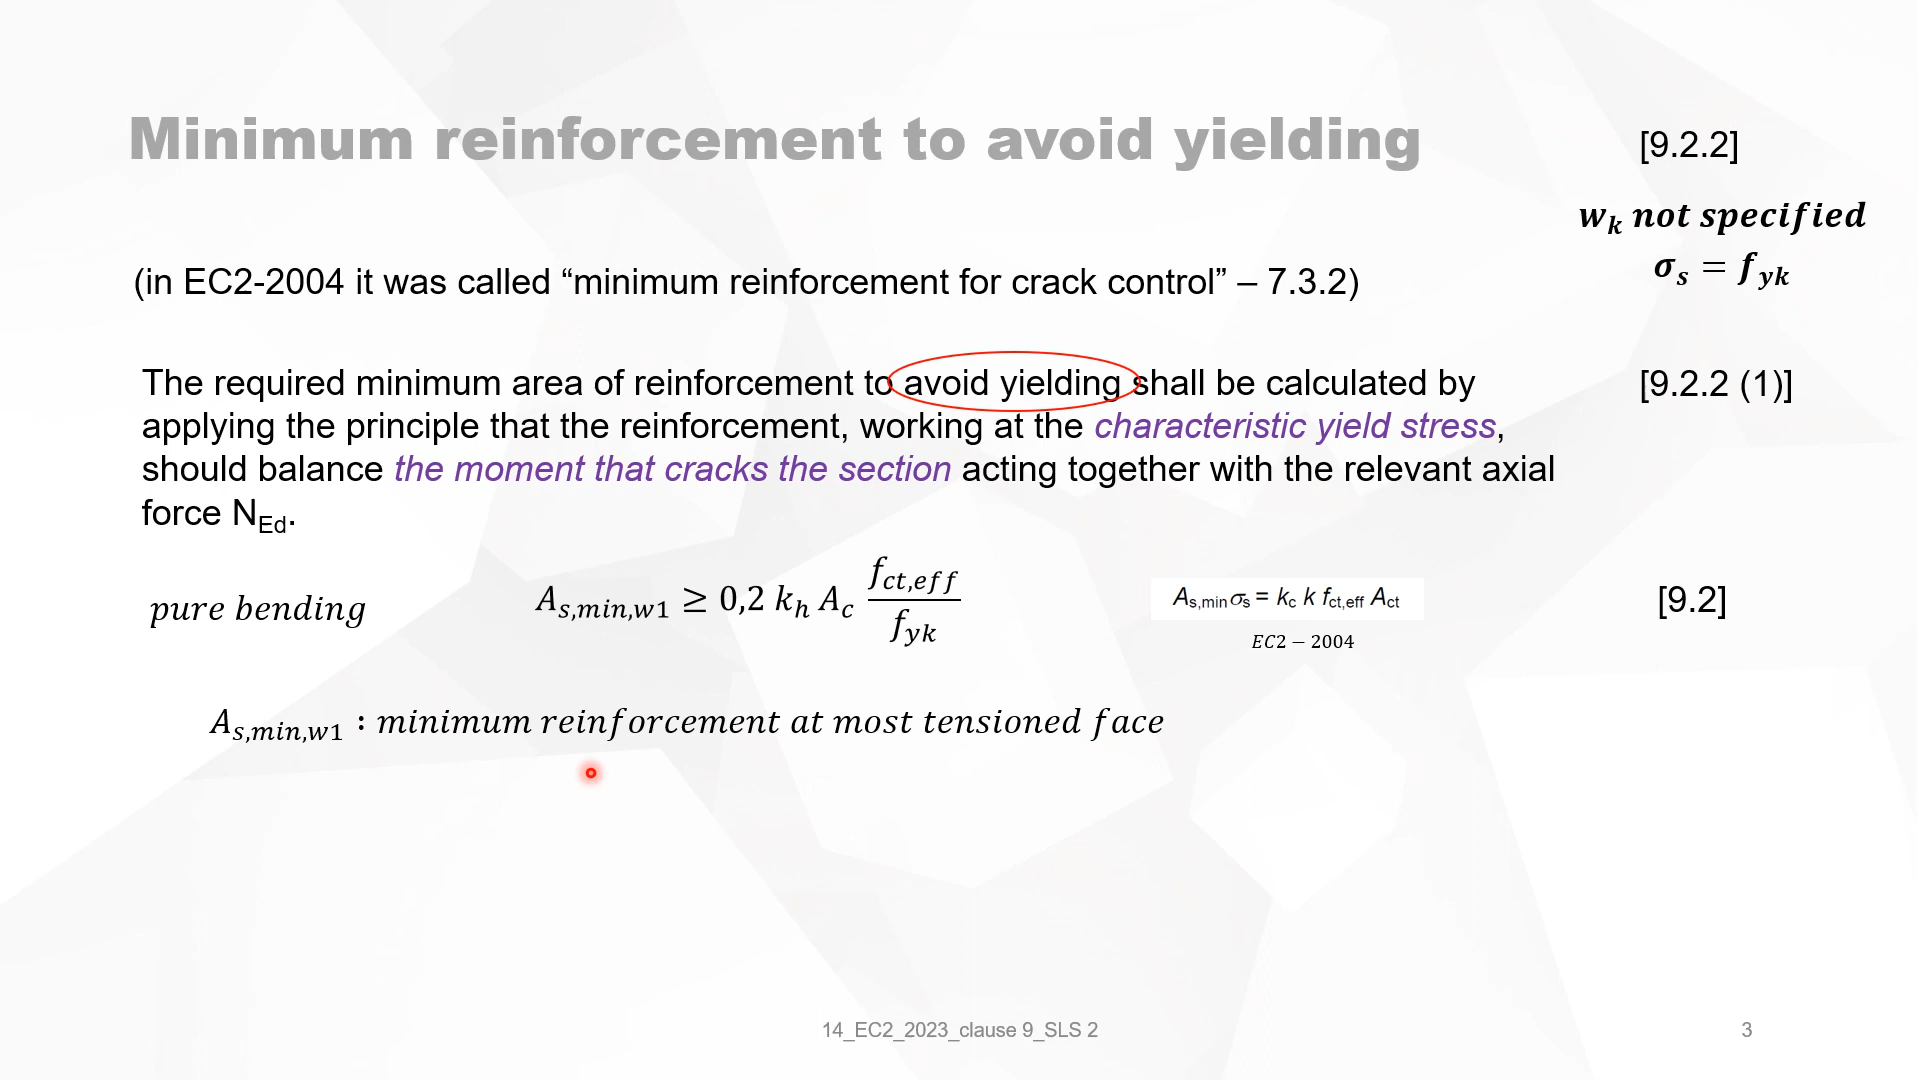 Minimum reinforcement to avoid yielding [9.2.2]
w_k not specified
σ_s = f_yk
(in EC2-2004 it was called “minimum reinforcement for crack control” – 7.3.2)
The required minimum area of reinforcement to avoid yielding shall be calculated by [9.2.2 (1)]
applying the principle that the reinforcement, working at the characteristic yield stress,
should balance the moment that cracks the section acting together with the relevant axial
force N_Ed.
pure bending A_s,min,w1 ≥ 0,2 k_h A_c f_ct,eff / f_yk A_s,min σ_s = k_c k f_ct,eff A_ct [9.2]
EC2 − 2004
A_s,min,w1 : minimum reinforcement at most tensioned face
14_EC2_2023_clause 9_SLS 2 3